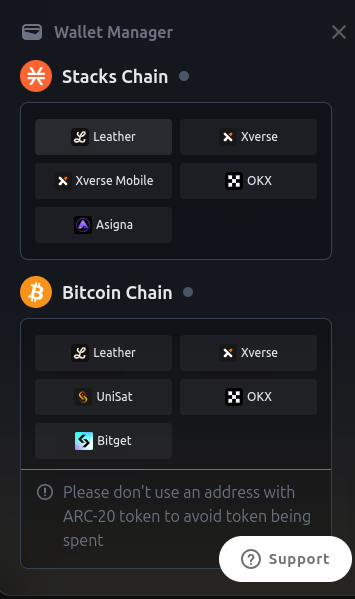 Wallet Manager
Stacks Chain
Leather
Xverse
Xverse Mobile
OKX
Asigna
Bitcoin Chain
Leather
Xverse
UniSat
OKX
Bitget
Please don't use an address with
ARC-20 token to avoid token being
spent
Support